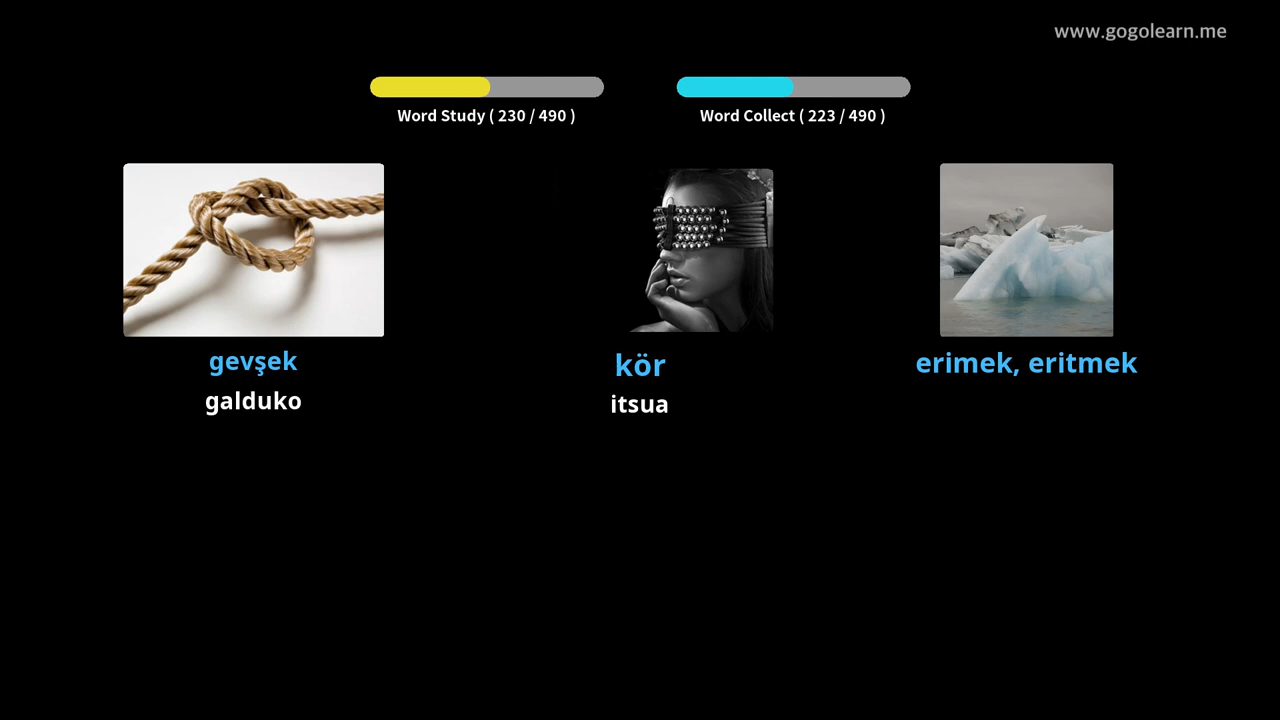 www.gogolearn.me
Word Study ( 230 / 490 )
Word Collect ( 223 / 490 )
gevşek
galduko
kör
itsua
erimek, eritmek